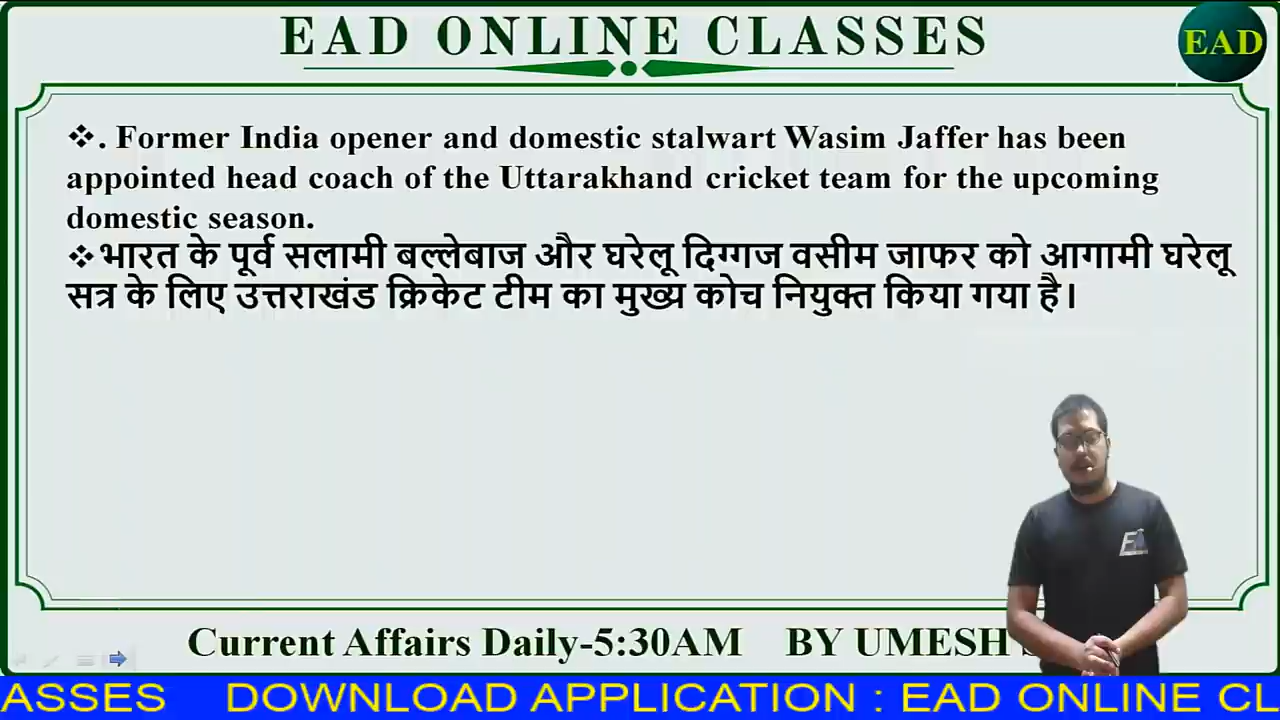 EAD ONLINE CLASSES
EAD
❖. Former India opener and domestic stalwart Wasim Jaffer has been
appointed head coach of the Uttarakhand cricket team for the upcoming
domestic season.
❖भारत के पूर्व सलामी बल्लेबाज और घरेलू दिग्गज वसीम जाफर को आगामी घरेलू
सत्र के लिए उत्तराखंड क्रिकेट टीम का मुख्य कोच नियुक्त किया गया है।
Current Affairs Daily-5:30AM BY UMESH
ASSES DOWNLOAD APPLICATION : EAD ONLINE CL